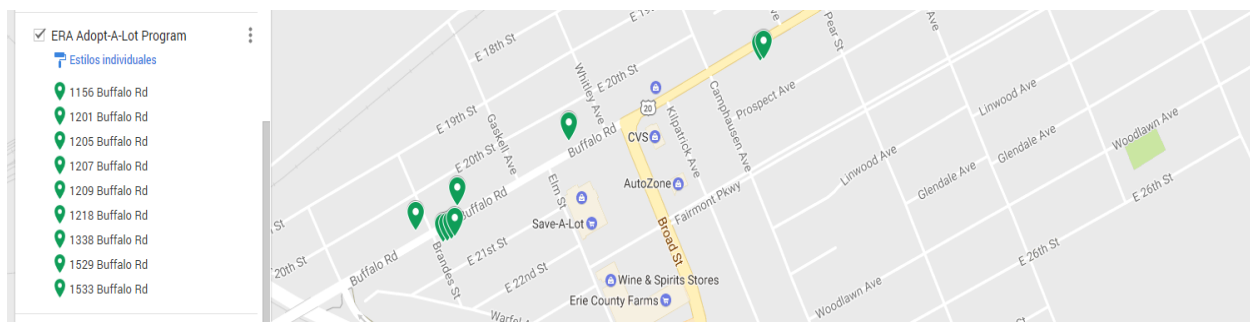 ERA Adopt-A-Lot Program
Estilos individuales
1156 Buffalo Rd
1201 Buffalo Rd
1205 Buffalo Rd
1207 Buffalo Rd
1209 Buffalo Rd
1218 Buffalo Rd
1338 Buffalo Rd
1529 Buffalo Rd
1533 Buffalo Rd
E 18th St
E 19th St
Whitley Ave
E 20th St
Ave
Pear St
Ave
E 19th St
Gaskell Ave
E 20th St
Buffalo Rd
20
CVS
Kilpatrick Ave
Camphausen Ave
Prospect Ave
Linwood Ave
Glendale Ave
Woodlawn Ave
Elm St
AutoZone
Fairmont Pkwy
Linwood Ave
Glendale Ave
E 26th St
Buffalo Rd
Save-A-Lot
Broad St
E 21st St
Brandes St
Buffalo Rd
20th St
E 22nd St
Wine & Spirits Stores
Erie County Farms
E 26th St
Woodlawn Ave